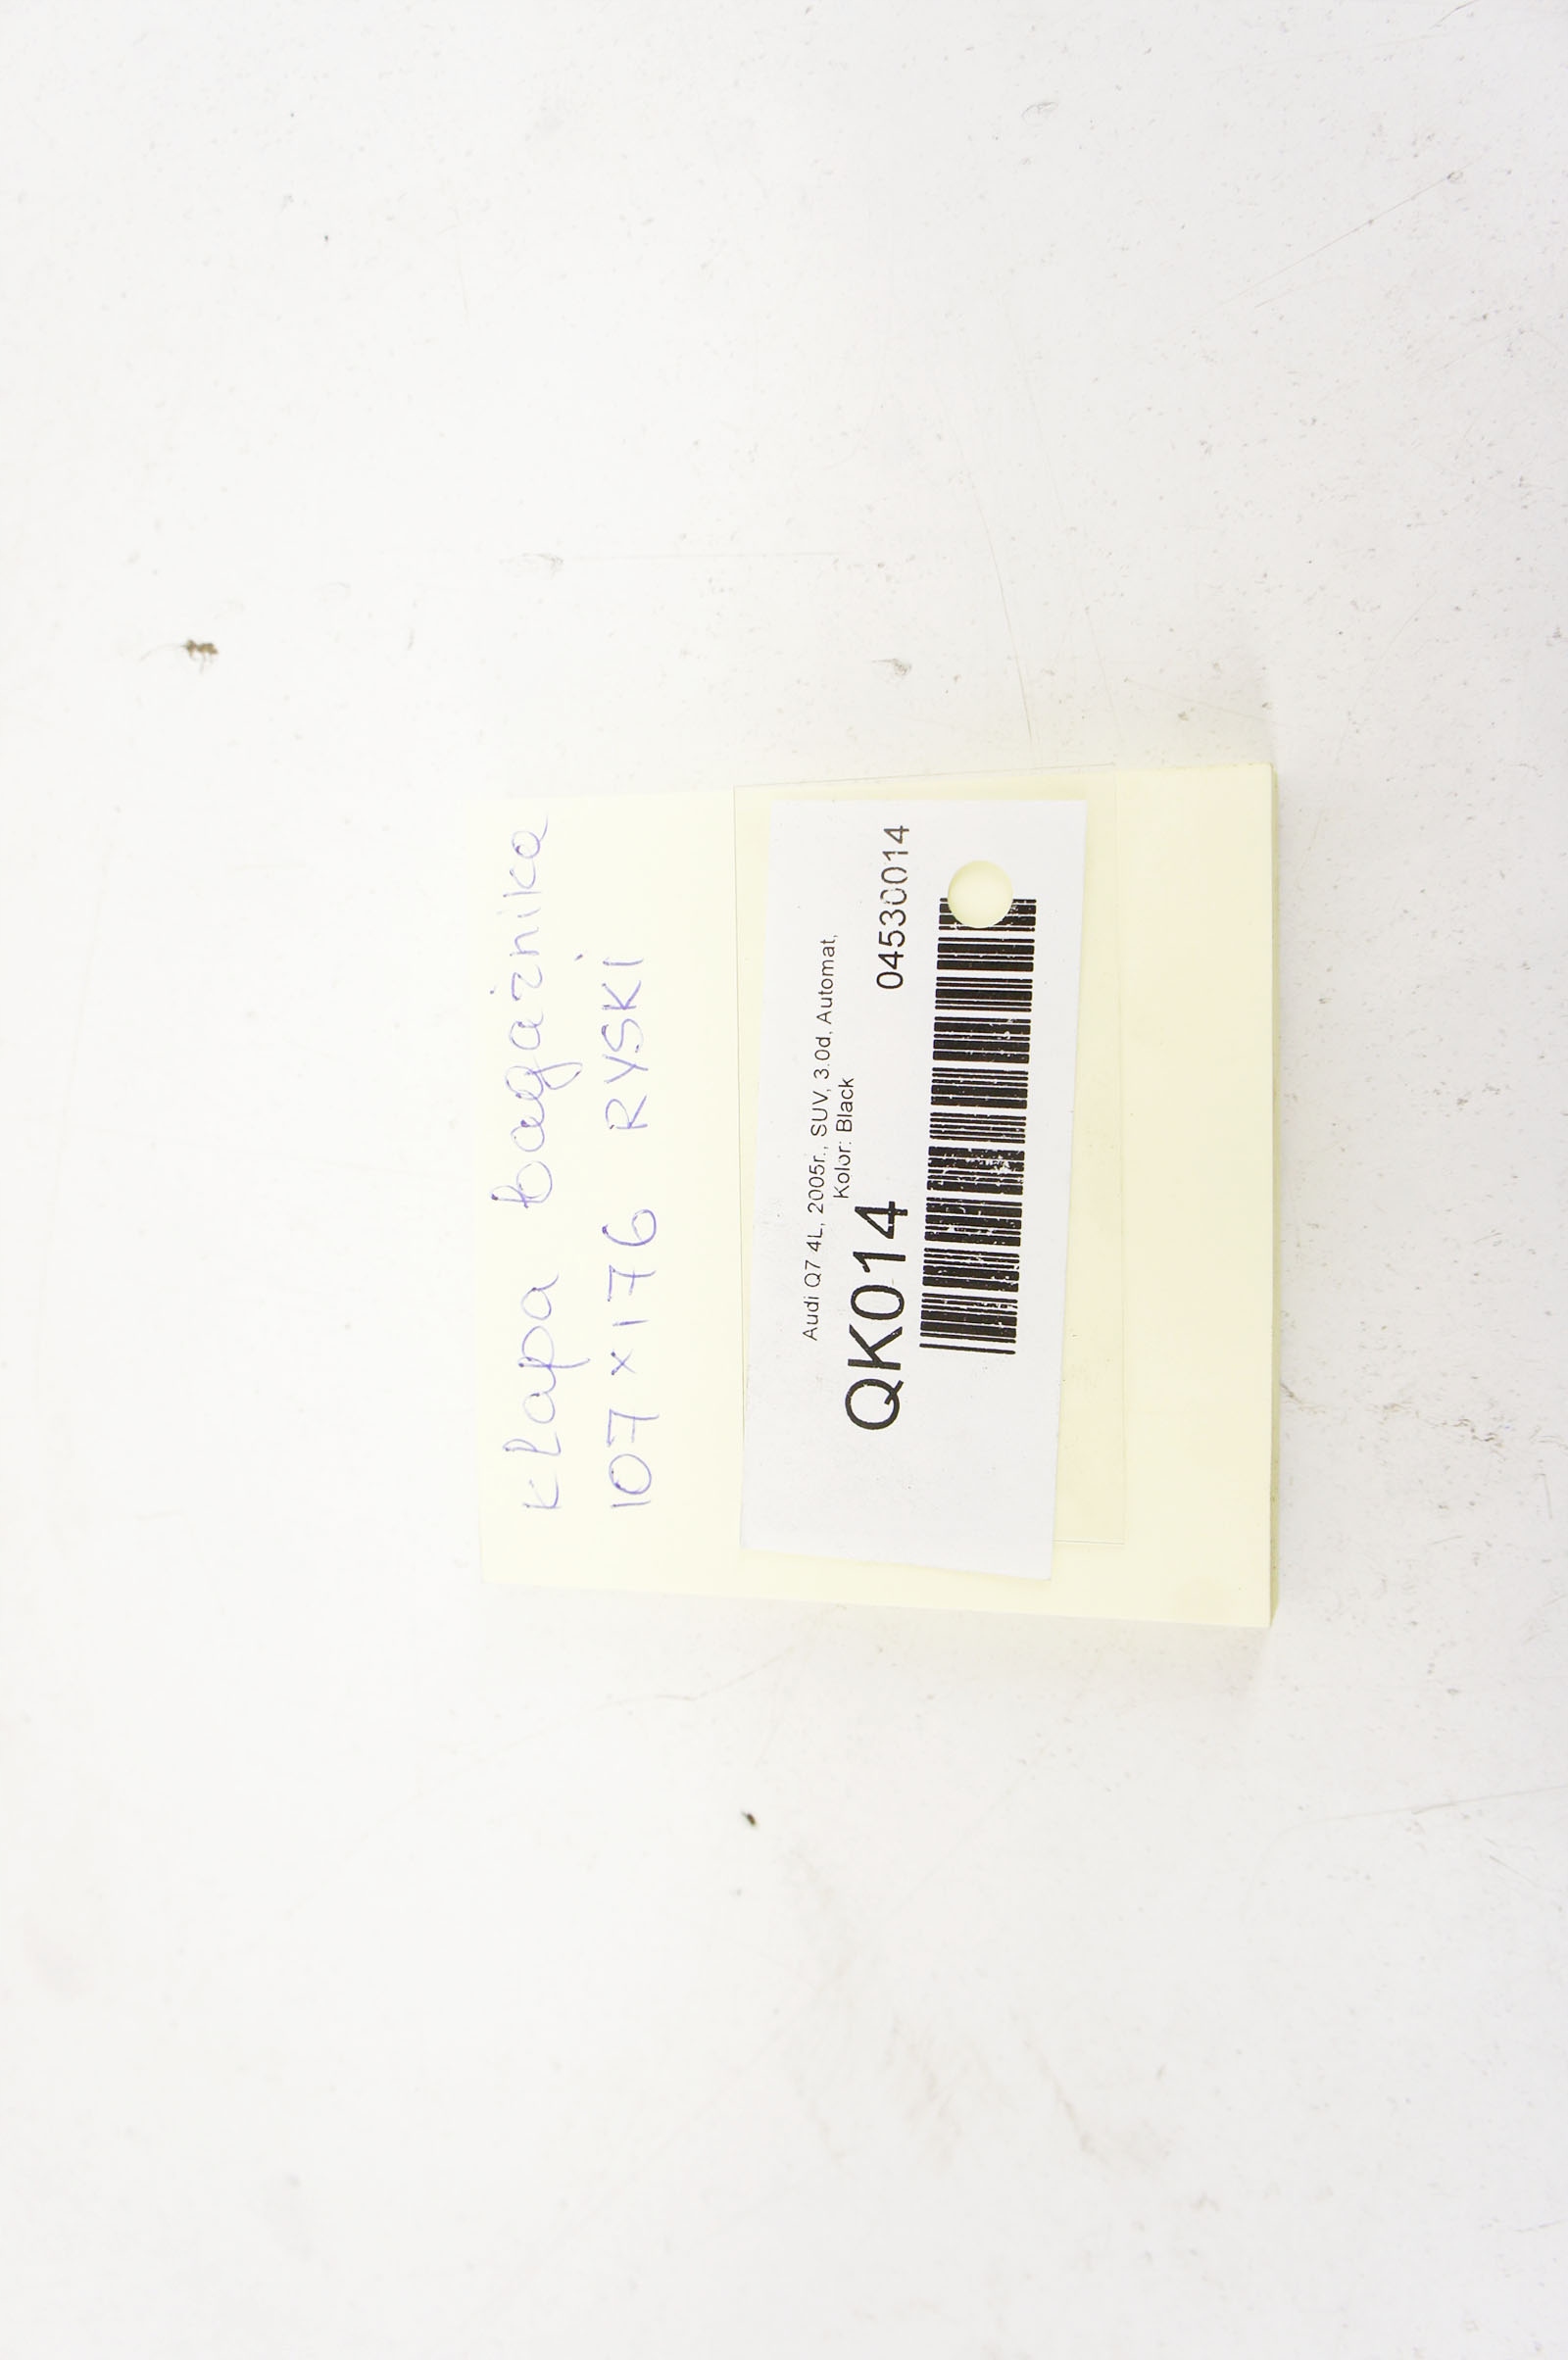 klapa bagażnika
107 x 176 RYSKI
Audi Q7 4L, 2005r., SUV, 3.0d, Automat,
Kolor: Black
QK014 04530014